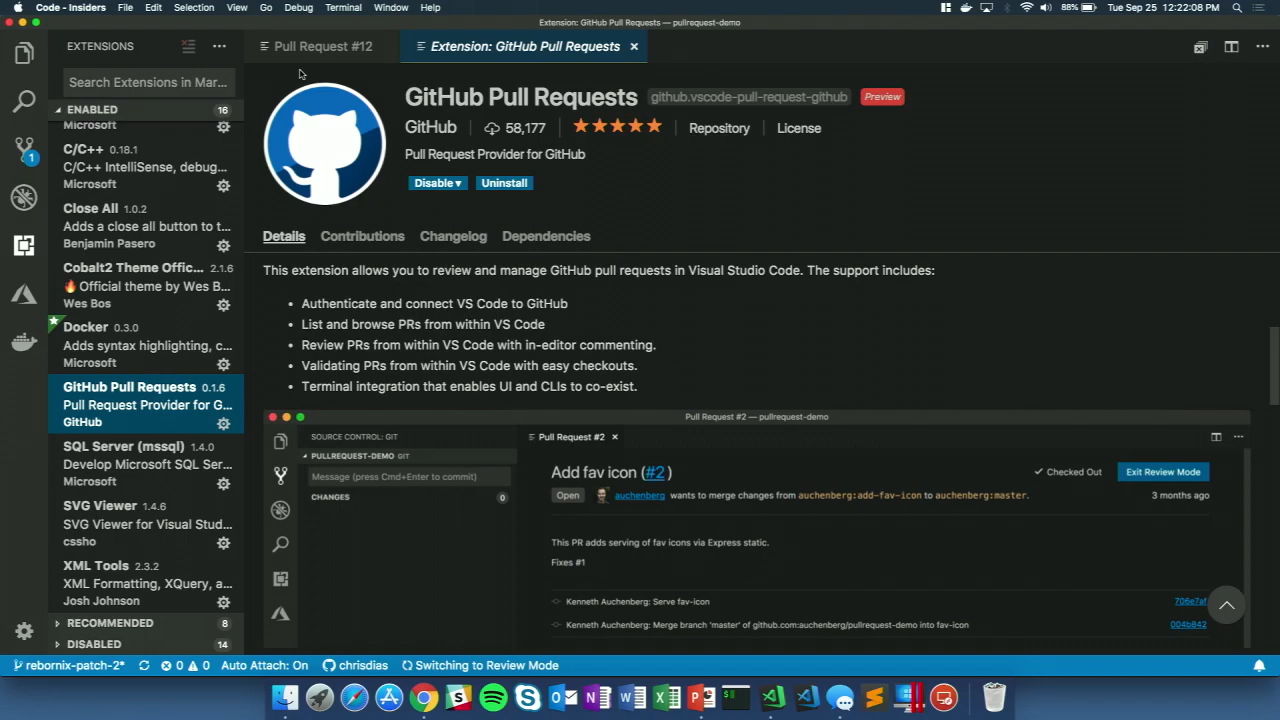 Code - Insiders File Edit Selection View Go Debug Terminal Window Help 88% Tue Sep 25 12:22:08
Extension: GitHub Pull Requests — pullrequest-demo
EXTENSIONS
Search Extensions in Mar...
ENABLED 16
Microsoft
C/C++ 0.18.1
C/C++ IntelliSense, debug...
Microsoft
Close All 1.0.2
Adds a close all button to t...
Benjamin Pasero
Cobalt2 Theme Offic... 2.1.6
🔥 Official theme by Wes B...
Wes Bos
Docker 0.3.0
Adds syntax highlighting, c...
Microsoft
GitHub Pull Requests 0.1.6
Pull Request Provider for G...
GitHub
SQL Server (mssql) 1.4.0
Develop Microsoft SQL Ser...
Microsoft
SVG Viewer 1.4.6
SVG Viewer for Visual Stud...
cssho
XML Tools 2.3.2
XML Formatting, XQuery, a...
Josh Johnson
RECOMMENDED 8
DISABLED 14
1
Pull Request #12 Extension: GitHub Pull Requests
GitHub Pull Requests github.vscode-pull-request-github Preview
GitHub 58,177 Repository License
Pull Request Provider for GitHub
Disable Uninstall
Details Contributions Changelog Dependencies
This extension allows you to review and manage GitHub pull requests in Visual Studio Code. The support includes:
• Authenticate and connect VS Code to GitHub
• List and browse PRs from within VS Code
• Review PRs from within VS Code with in-editor commenting.
• Validating PRs from within VS Code with easy checkouts.
• Terminal integration that enables UI and CLIs to co-exist.
Pull Request #2 — pullrequest-demo
SOURCE CONTROL: GIT
PULLREQUEST-DEMO GIT
Message (press Cmd+Enter to commit)
CHANGES 0
Pull Request #2
Add fav icon (#2) Checked Out Exit Review Mode
Open auchenberg wants to merge changes from auchenberg:add-fav-icon to auchenberg:master. 3 months ago
This PR adds serving of fav icons via Express static.
Fixes #1
Kenneth Auchenberg: Serve fav-icon 706e7af
Kenneth Auchenberg: Merge branch 'master' of github.com:auchenberg/pullrequest-demo into fav-icon 004b842
rebornix-patch-2* 0 0 Auto Attach: On chrisdias Switching to Review Mode